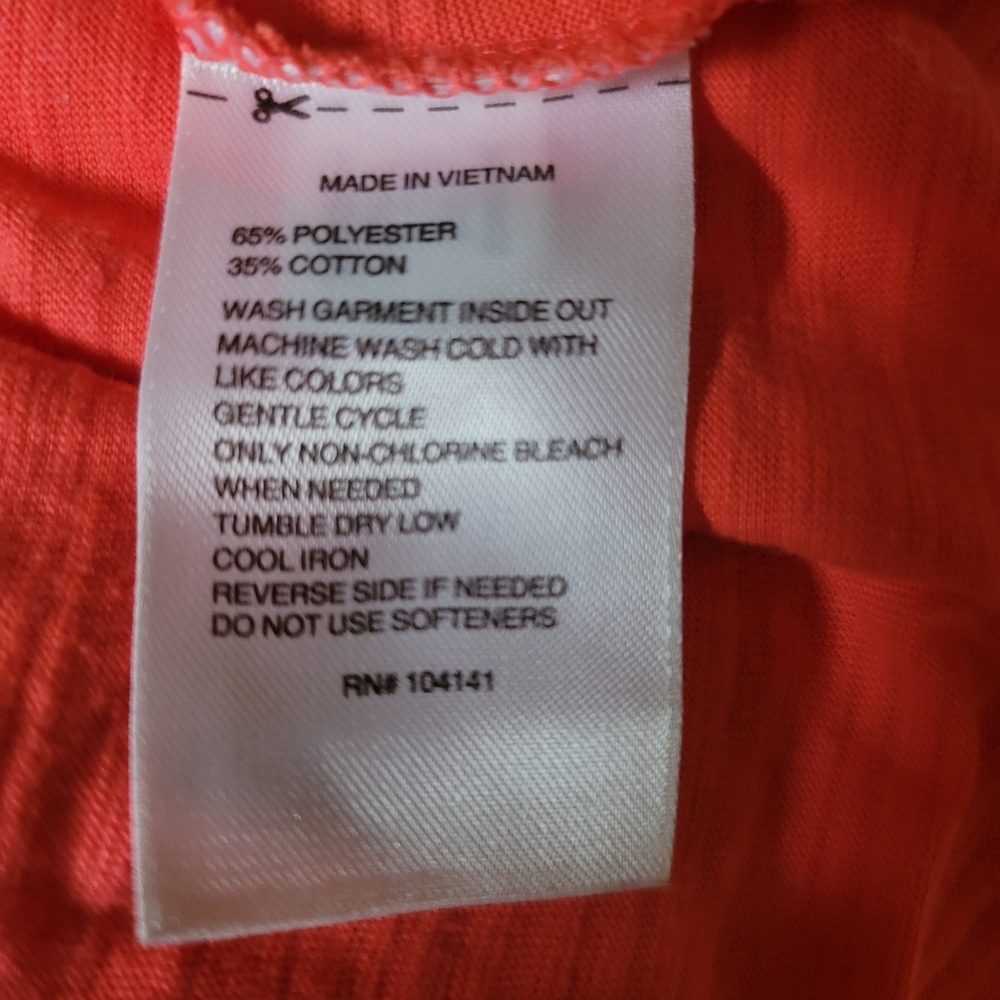 MADE IN VIETNAM
65% POLYESTER
35% COTTON
WASH GARMENT INSIDE OUT
MACHINE WASH COLD WITH
LIKE COLORS
GENTLE CYCLE
ONLY NON-CHLORINE BLEACH
WHEN NEEDED
TUMBLE DRY LOW
COOL IRON
REVERSE SIDE IF NEEDED
DO NOT USE SOFTENERS
RN# 104141